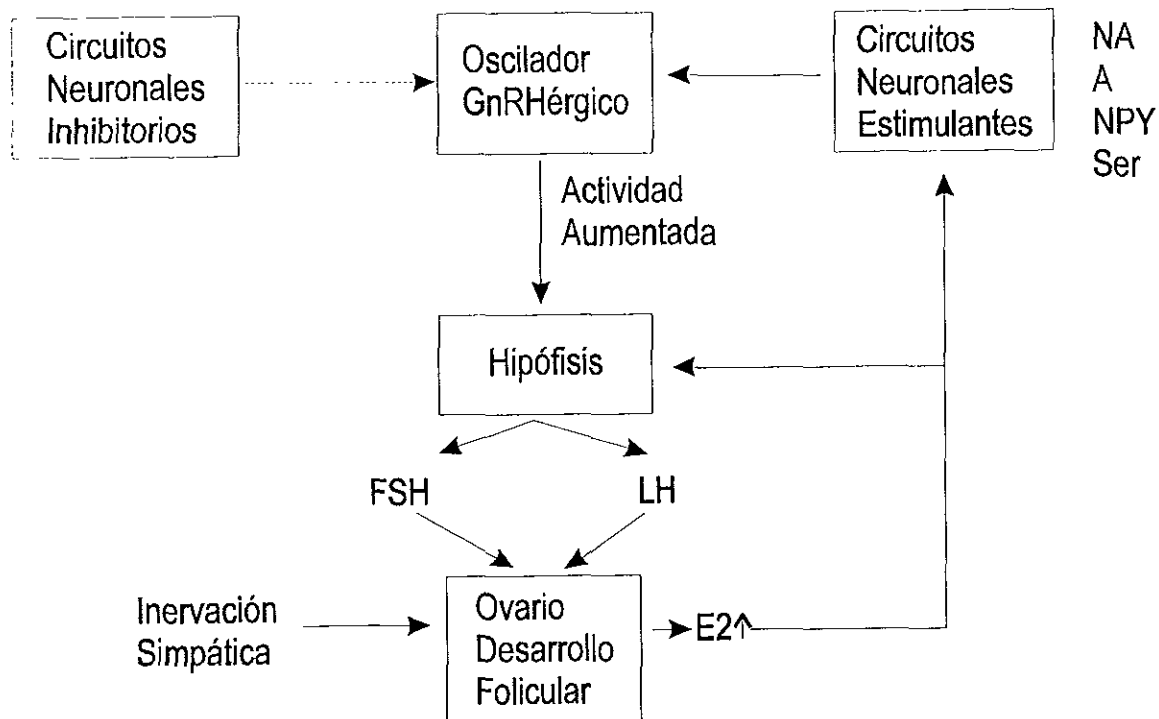 Circuitos
Neuronales
Inhibitorios
Oscilador
GnRHérgico
Circuitos
Neuronales
Estimulantes
NA
A
NPY
Ser
Actividad
Aumentada
Hipófisis
FSH
LH
Inervación
Simpática
Ovario
Desarrollo
Folicular
E2↑